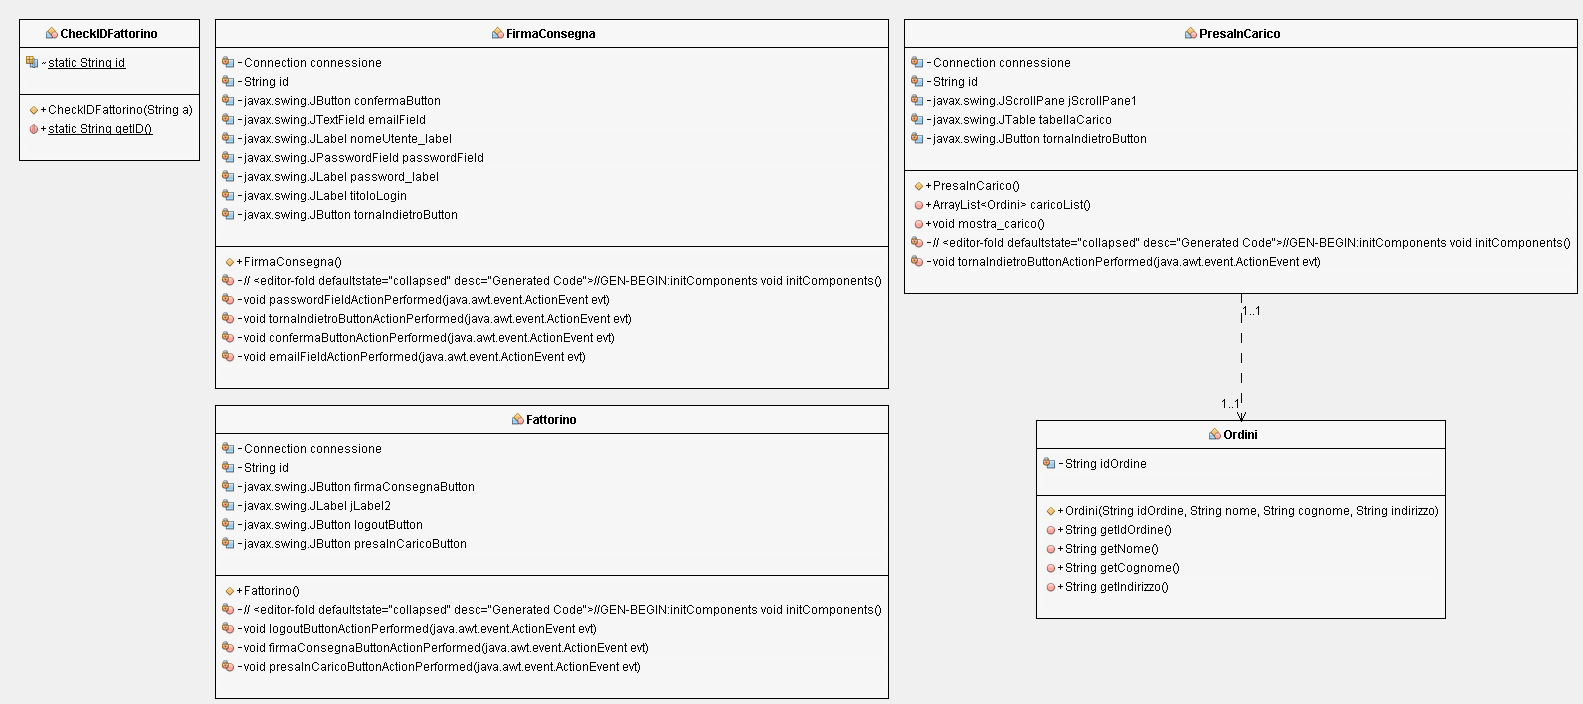 CheckIDFattorino
~ static String id
+ CheckIDFattorino(String a)
+ static String getID()
FirmaConsegna
- Connection connessione
- String id
- javax.swing.JButton confermaButton
- javax.swing.JTextField emailField
- javax.swing.JLabel nomeUtente_label
- javax.swing.JPasswordField passwordField
- javax.swing.JLabel password_label
- javax.swing.JLabel titoloLogin
- javax.swing.JButton tornaIndietroButton
+ FirmaConsegna()
- // <editor-fold defaultstate="collapsed" desc="Generated Code">//GEN-BEGIN:initComponents void initComponents()
- void passwordFieldActionPerformed(java.awt.event.ActionEvent evt)
- void tornaIndietroButtonActionPerformed(java.awt.event.ActionEvent evt)
- void confermaButtonActionPerformed(java.awt.event.ActionEvent evt)
- void emailFieldActionPerformed(java.awt.event.ActionEvent evt)
PresaInCarico
- Connection connessione
- String id
- javax.swing.JScrollPane jScrollPane1
- javax.swing.JTable tabellaCarico
- javax.swing.JButton tornaIndietroButton
+ PresaInCarico()
+ ArrayList<Ordini> caricoList()
+ void mostra_carico()
- // <editor-fold defaultstate="collapsed" desc="Generated Code">//GEN-BEGIN:initComponents void initComponents()
- void tornaIndietroButtonActionPerformed(java.awt.event.ActionEvent evt)
1..1
1..1
Fattorino
- Connection connessione
- String id
- javax.swing.JButton firmaConsegnaButton
- javax.swing.JLabel jLabel2
- javax.swing.JButton logoutButton
- javax.swing.JButton presaInCaricoButton
+ Fattorino()
- // <editor-fold defaultstate="collapsed" desc="Generated Code">//GEN-BEGIN:initComponents void initComponents()
- void logoutButtonActionPerformed(java.awt.event.ActionEvent evt)
- void firmaConsegnaButtonActionPerformed(java.awt.event.ActionEvent evt)
- void presaInCaricoButtonActionPerformed(java.awt.event.ActionEvent evt)
Ordini
- String idOrdine
+ Ordini(String idOrdine, String nome, String cognome, String indirizzo)
+ String getIdOrdine()
+ String getNome()
+ String getCognome()
+ String getIndirizzo()